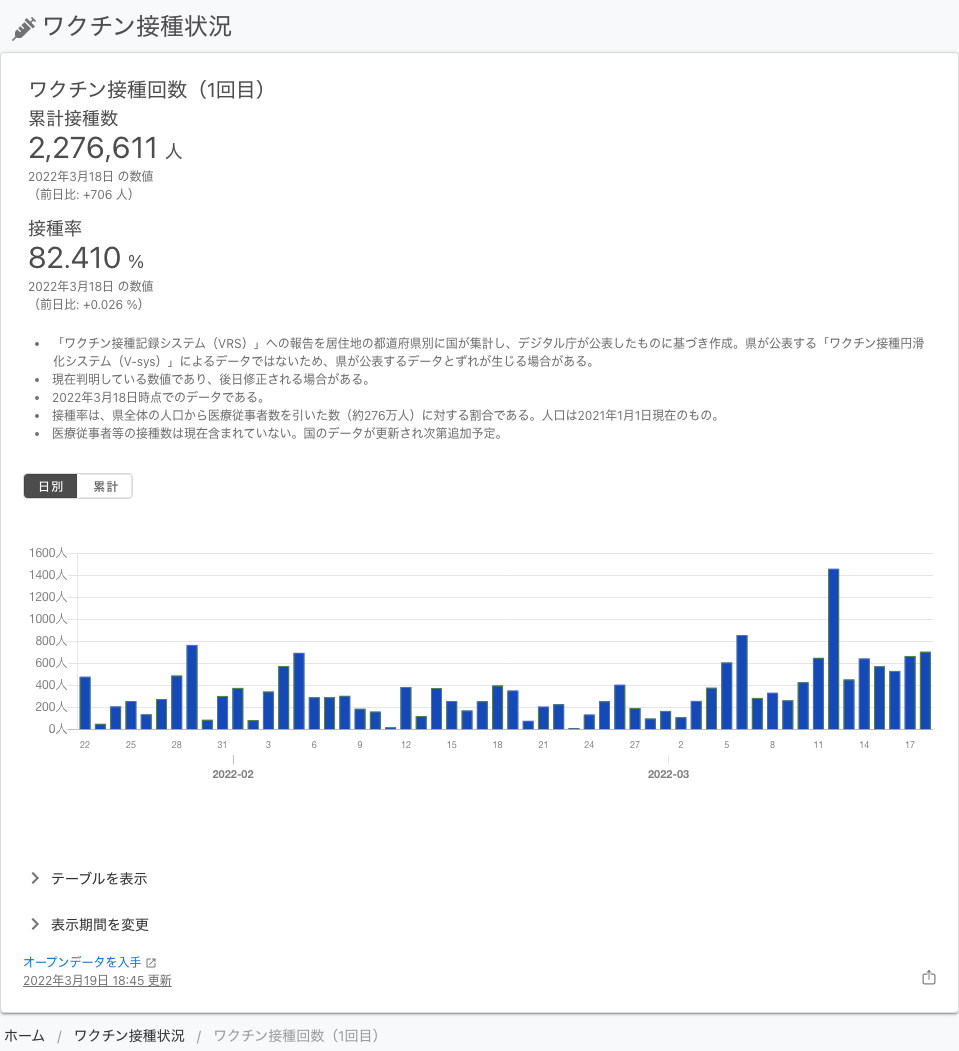 ワクチン接種状況
ワクチン接種回数（1回目）
累計接種数
2,276,611 人
2022年3月18日 の数値
（前日比: +706 人）
接種率
82.410 %
2022年3月18日 の数値
（前日比: +0.026 %）
• 「ワクチン接種記録システム（VRS）」への報告を居住地の都道府県別に国が集計し、デジタル庁が公表したものに基づき作成。県が公表する「ワクチン接種円滑
化システム（V-sys）」によるデータではないため、県が公表するデータとずれが生じる場合がある。
• 現在判明している数値であり、後日修正される場合がある。
• 2022年3月18日時点でのデータである。
• 接種率は、県全体の人口から医療従事者数を引いた数（約276万人）に対する割合である。人口は2021年1月1日現在のもの。
• 医療従事者等の接種数は現在含まれていない。国のデータが更新され次第追加予定。
日別 累計
1600人
1400人
1200人
1000人
800人
600人
400人
200人
0人
22 25 28 31 3 6 9 12 15 18 21 24 27 2 5 8 11 14 17
2022-02 2022-03
テーブルを表示
表示期間を変更
オープンデータを入手
2022年3月19日 18:45 更新
ホーム / ワクチン接種状況 / ワクチン接種回数（1回目）